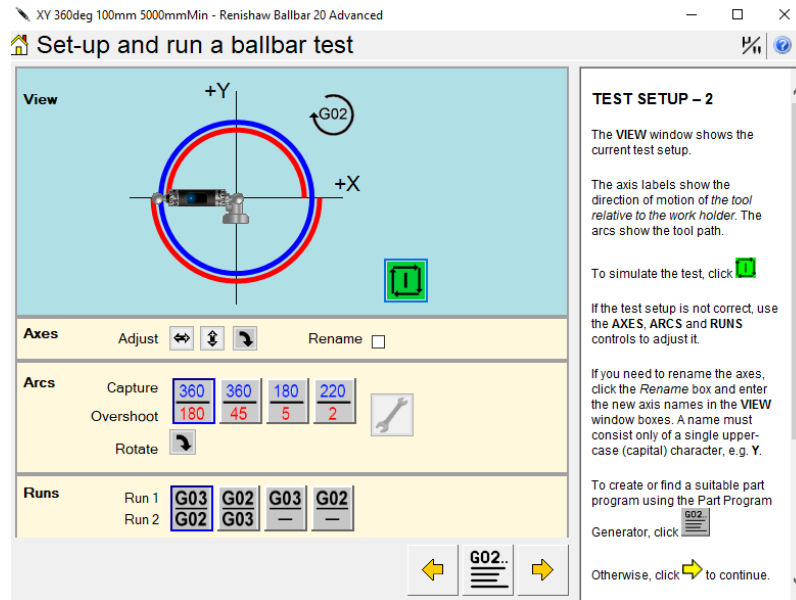 XY 360deg 100mm 5000mmMin - Renishaw Ballbar 20 Advanced
Set-up and run a ballbar test
View
+Y
G02
+X
Axes
Adjust
Rename
Arcs
Capture 360 360 180 220
Overshoot 180 45 5 2
Rotate
Runs
Run 1 G03 G02 G03 G02
Run 2 G02 G03 — —
G02..
TEST SETUP – 2
The VIEW window shows the
current test setup.
The axis labels show the
direction of motion of the tool
relative to the work holder. The
arcs show the tool path.
To simulate the test, click
If the test setup is not correct, use
the AXES, ARCS and RUNS
controls to adjust it.
If you need to rename the axes,
click the Rename box and enter
the new axis names in the VIEW
window boxes. A name must
consist only of a single upper-
case (capital) character, e.g. Y.
To create or find a suitable part
program using the Part Program
Generator, click G02..
Otherwise, click to continue.